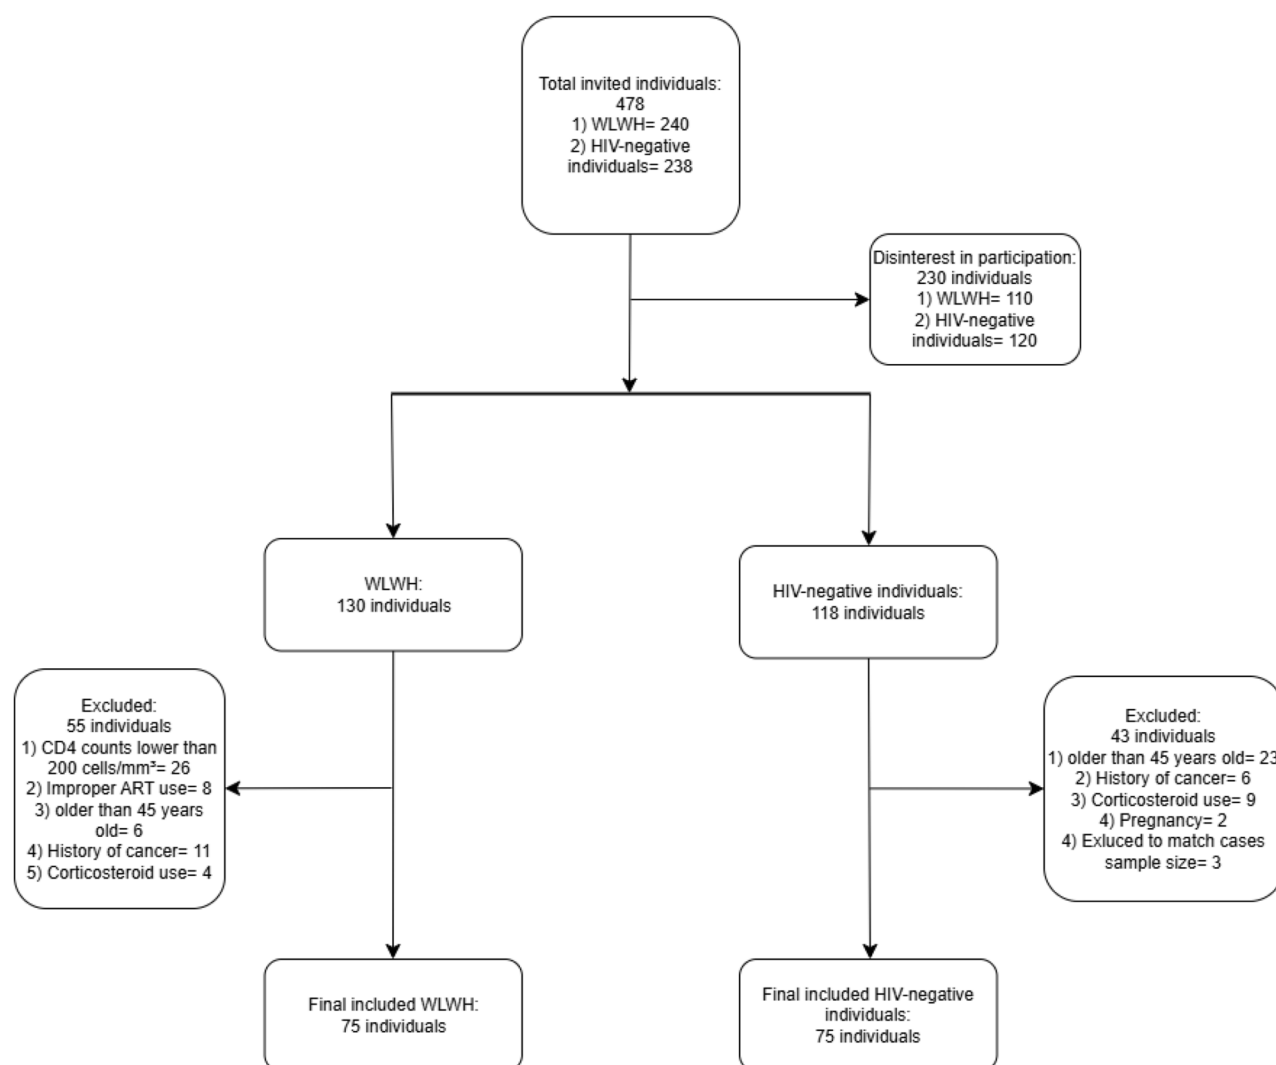 Total invited individuals:
478
1) WLWH= 240
2) HIV-negative
individuals= 238
Disinterest in participation:
230 individuals
1) WLWH= 110
2) HIV-negative
individuals= 120
WLWH:
130 individuals
HIV-negative individuals:
118 individuals
Excluded:
55 individuals
1) CD4 counts lower than
200 cells/mm³= 26
2) Improper ART use= 8
3) older than 45 years
old= 6
4) History of cancer= 11
5) Corticosteroid use= 4
Excluded:
43 individuals
1) older than 45 years old= 23
2) History of cancer= 6
3) Corticosteroid use= 9
4) Pregnancy= 2
4) Exluced to match cases
sample size= 3
Final included WLWH:
75 individuals
Final included HIV-negative
individuals:
75 individuals